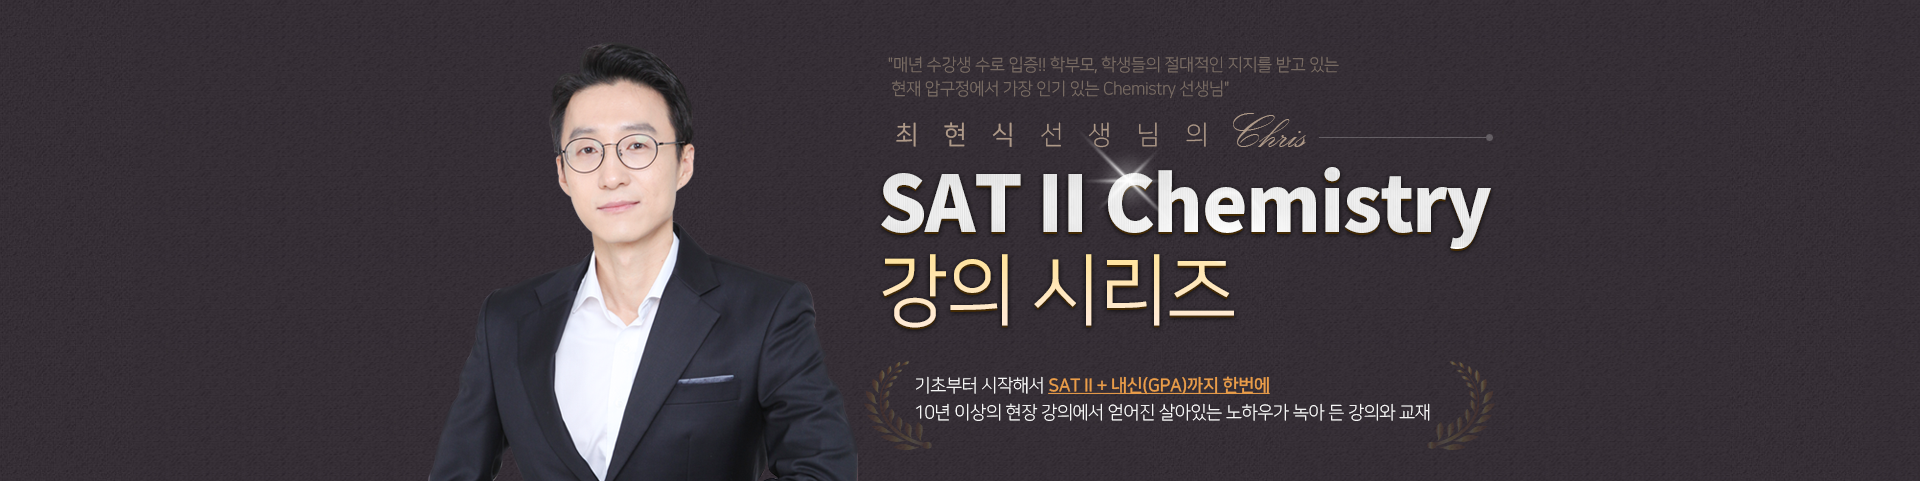 "매년 수강생 수로 입증!! 학부모, 학생들의 절대적인 지지를 받고 있는
현재 압구정에서 가장 인기 있는 Chemistry 선생님"
최현식선생님의 Chris
SAT II Chemistry
강의 시리즈
기초부터 시작해서 SAT II + 내신(GPA)까지 한번에
10년 이상의 현장 강의에서 얻어진 살아있는 노하우가 녹아 든 강의와 교재